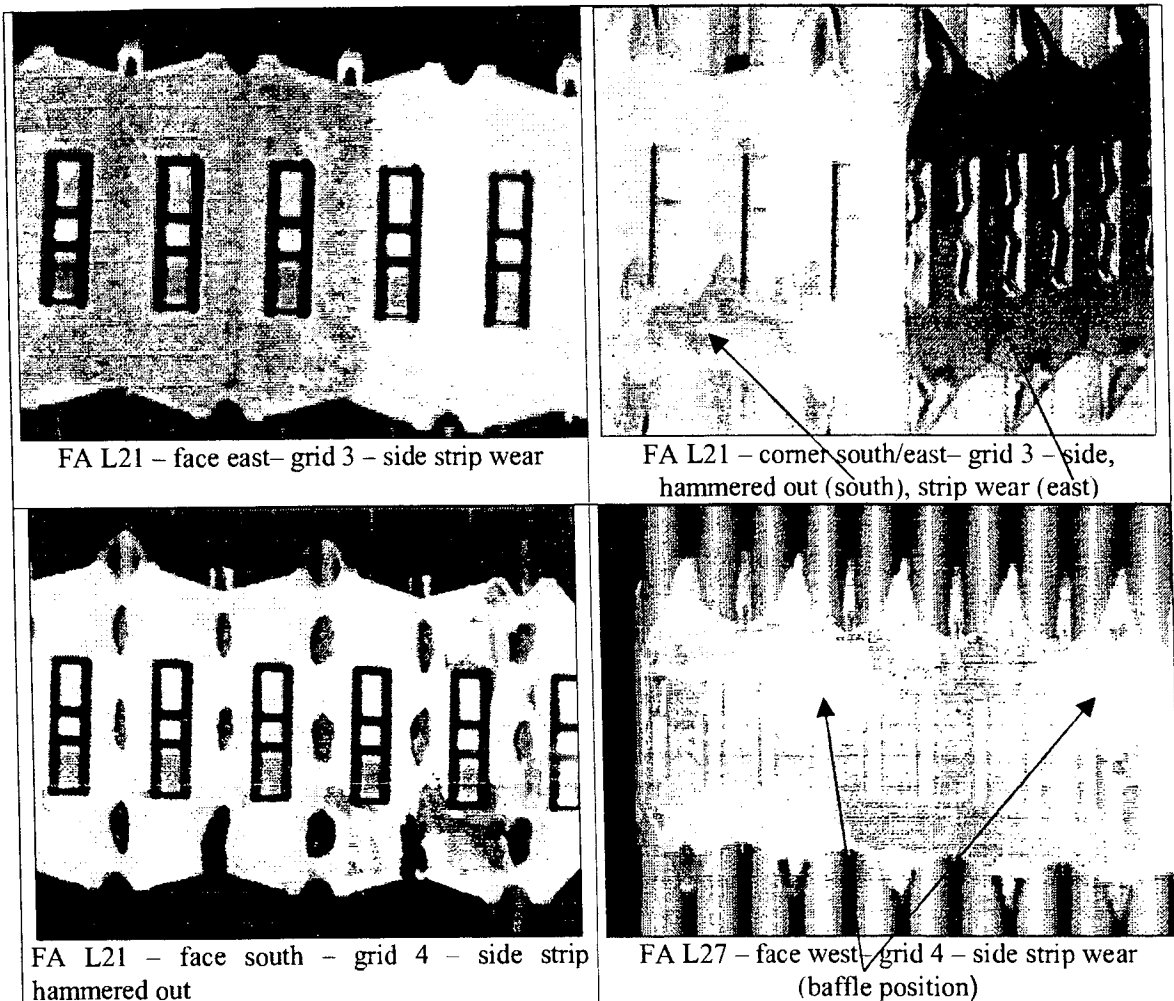 FA L21 – face east– grid 3 – side strip wear
FA L21 – corner south/east– grid 3 – side,
hammered out (south), strip wear (east)
FA L21 – face south – grid 4 – side strip
hammered out
FA L27 – face west–grid 4 – side strip wear
(baffle position)